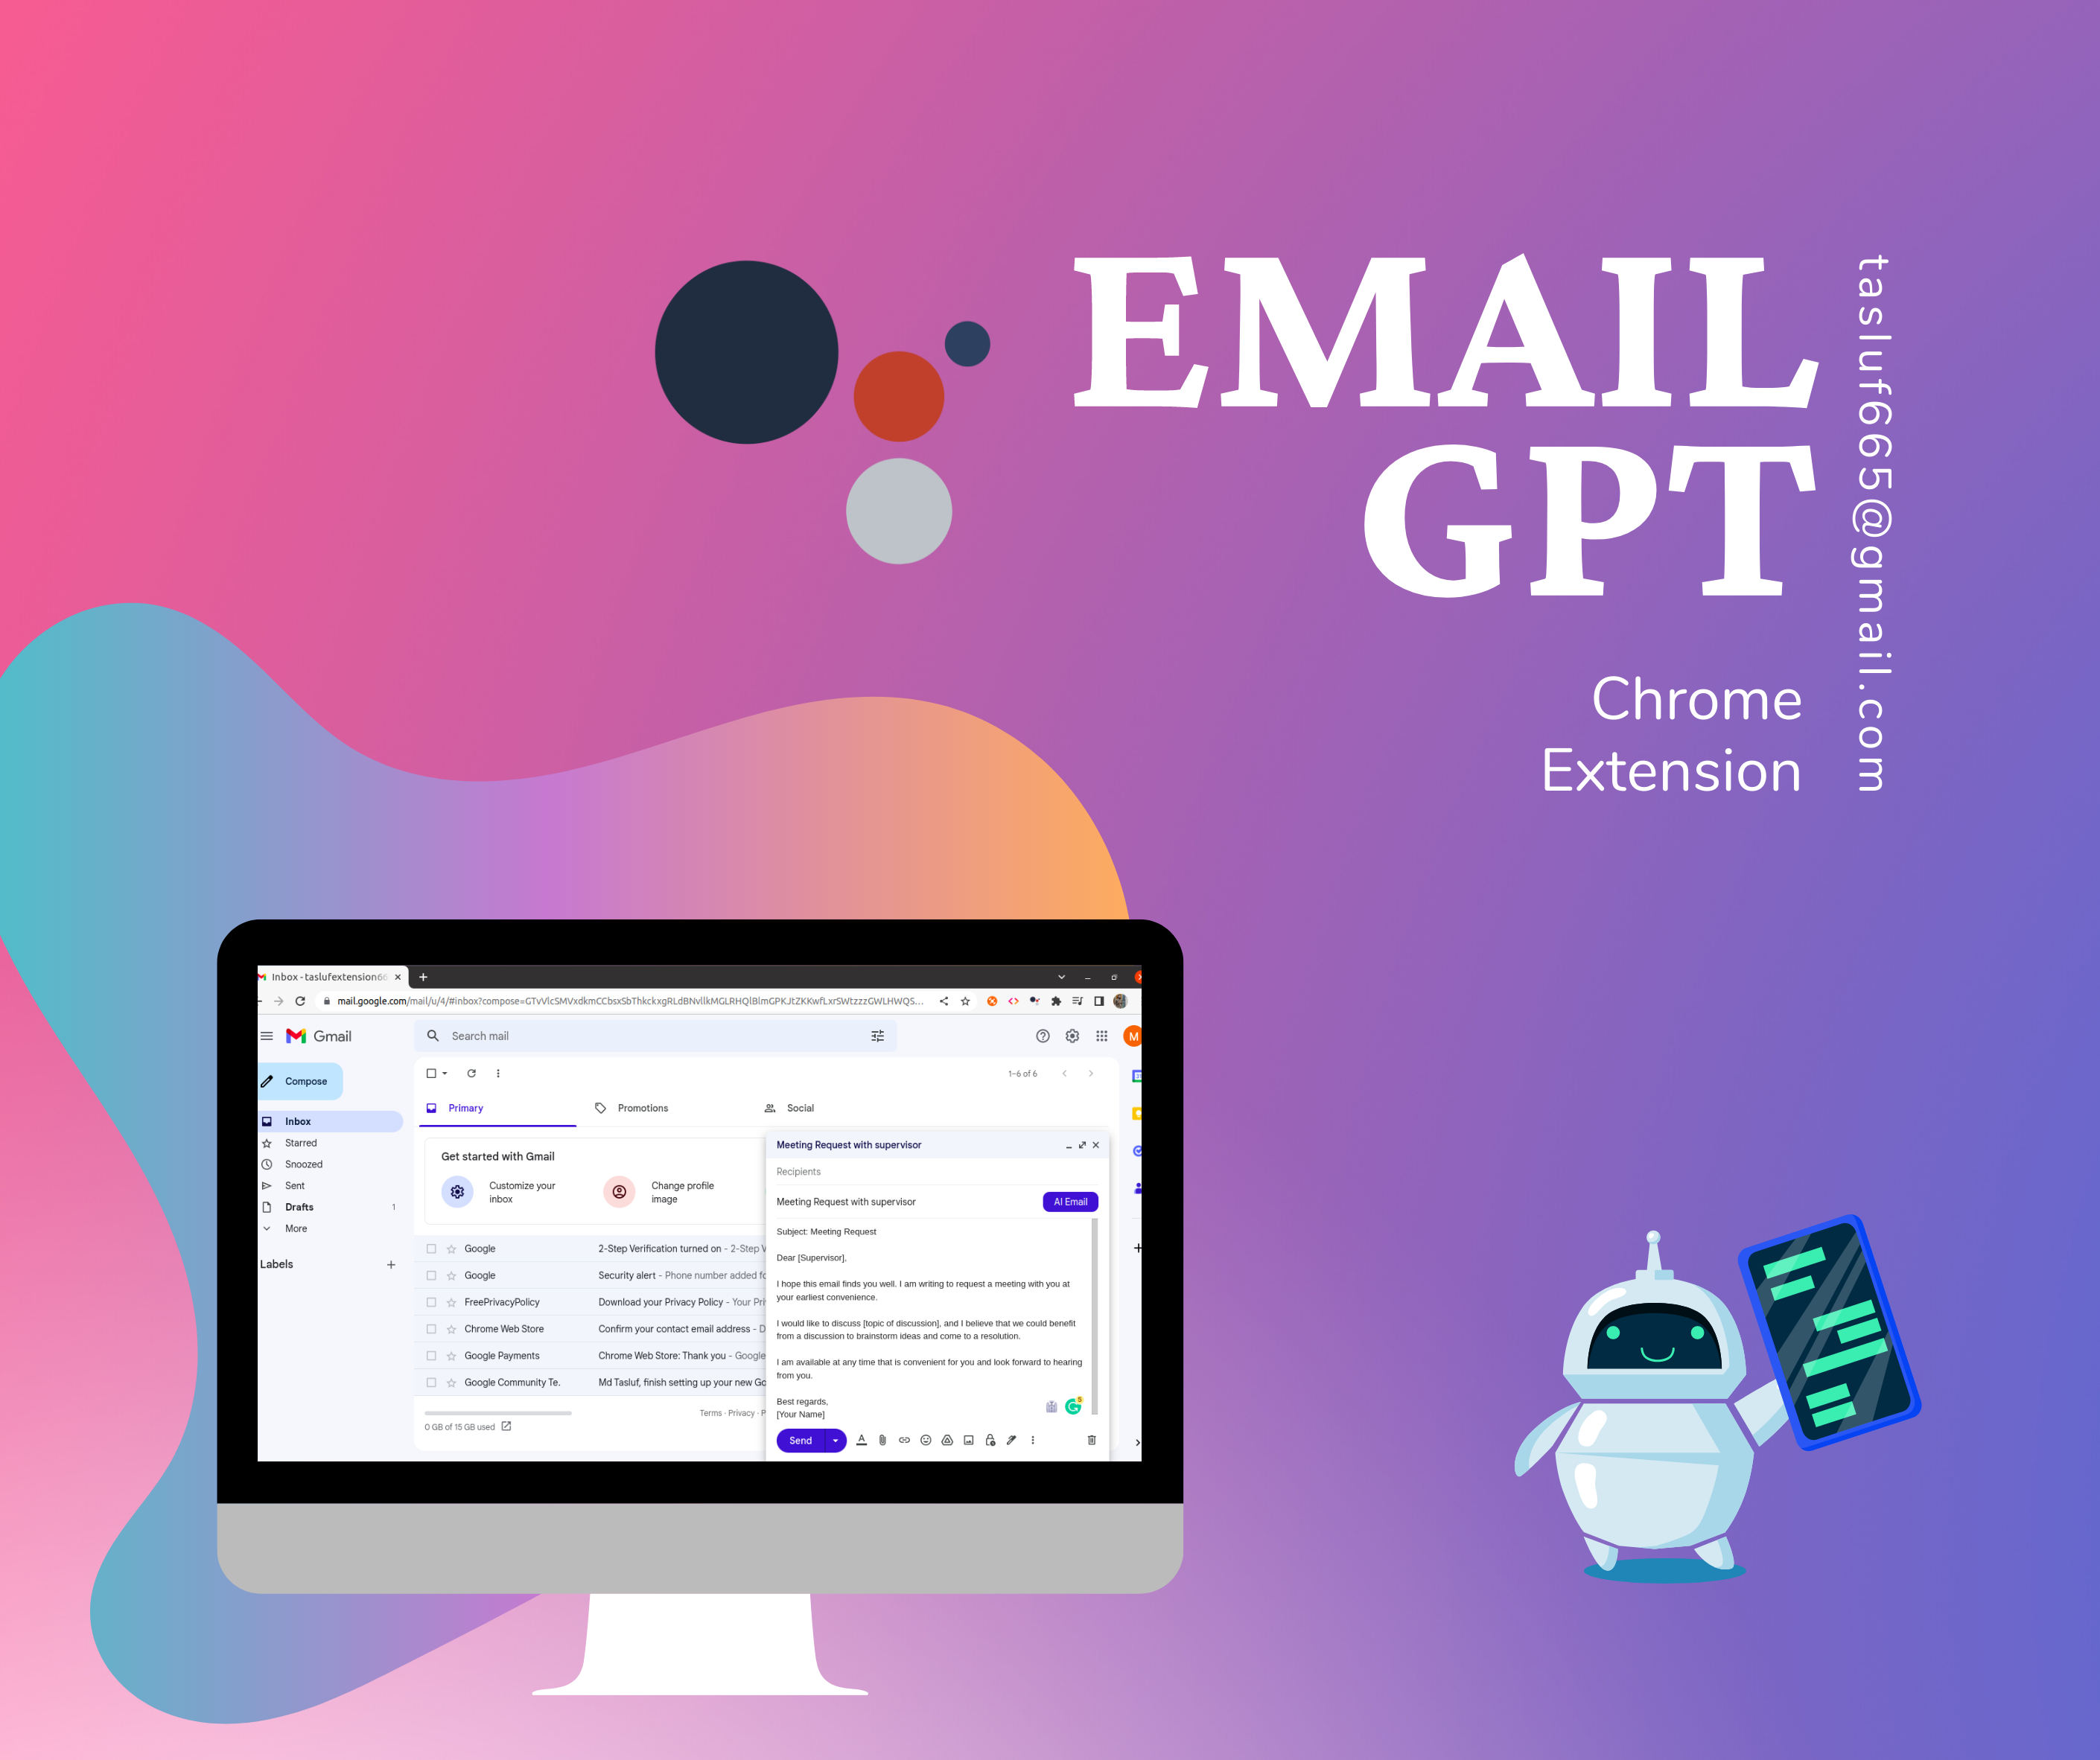 EMAIL
GPT
Chrome
Extension
tasluf665@gmail.com
Inbox - taslufextension66
mail.google.com/mail/u/4/#inbox?compose=
Gmail
Search mail
M
Compose
1–6 of 6
Inbox
Starred
Snoozed
Sent
Drafts 1
More
Labels
Primary
Promotions
Social
Get started with Gmail
Customize your
inbox
Change profile
image
Google 2-Step Verification turned on - 2-Step V
Google Security alert - Phone number added fo
FreePrivacyPolicy Download your Privacy Policy - Your Pri
Chrome Web Store Confirm your contact email address - D
Google Payments Chrome Web Store: Thank you - Google
Google Community Te. Md Tasluf, finish setting up your new Go
0 GB of 15 GB used
Terms · Privacy · P
Meeting Request with supervisor
Recipients
Meeting Request with supervisor
AI Email
Subject: Meeting Request
Dear [Supervisor],
I hope this email finds you well. I am writing to request a meeting with you at
your earliest convenience.
I would like to discuss [topic of discussion], and I believe that we could benefit
from a discussion to brainstorm ideas and come to a resolution.
I am available at any time that is convenient for you and look forward to hearing
from you.
Best regards,
[Your Name]
Send